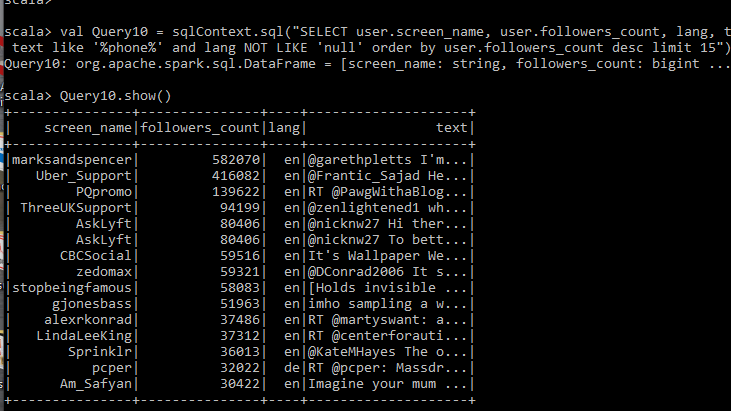 scala>
scala> val Query10 = sqlContext.sql("SELECT user.screen_name, user.followers_count, lang, t
text like '%phone%' and lang NOT LIKE 'null' order by user.followers_count desc limit 15")
Query10: org.apache.spark.sql.DataFrame = [screen_name: string, followers_count: bigint ...
scala> Query10.show()
+---------------+---------------+----+--------------------+
|    screen_name|followers_count|lang|                text|
+---------------+---------------+----+--------------------+
|marksandspencer|         582070|  en|@garethpletts I'm...|
|   Uber_Support|         416082|  en|@Frantic_Sajad He...|
|        PQpromo|         139622|  en|RT @PawgWithaBlog...|
| ThreeUKSupport|          94199|  en|@zenlightened1 wh...|
|        AskLyft|          80406|  en|@nicknw27 Hi ther...|
|        AskLyft|          80406|  en|@nicknw27 To bett...|
|      CBCSocial|          59516|  en|It's Wallpaper We...|
|        zedomax|          59321|  en|@DConrad2006 It s...|
|stopbeingfamous|          58083|  en|[Holds invisible ...|
|     gjonesbass|          51963|  en|imho sampling a w...|
|    alexrkonrad|          37486|  en|RT @martyswant: a...|
|   LindaLeeKing|          37312|  en|RT @centerforauti...|
|       Sprinklr|          36013|  en|@KateMHayes The o...|
|          pcper|          32022|  de|RT @pcper: Massdr...|
|      Am_Safyan|          30422|  en|Imagine your mum ...|
+---------------+---------------+----+--------------------+